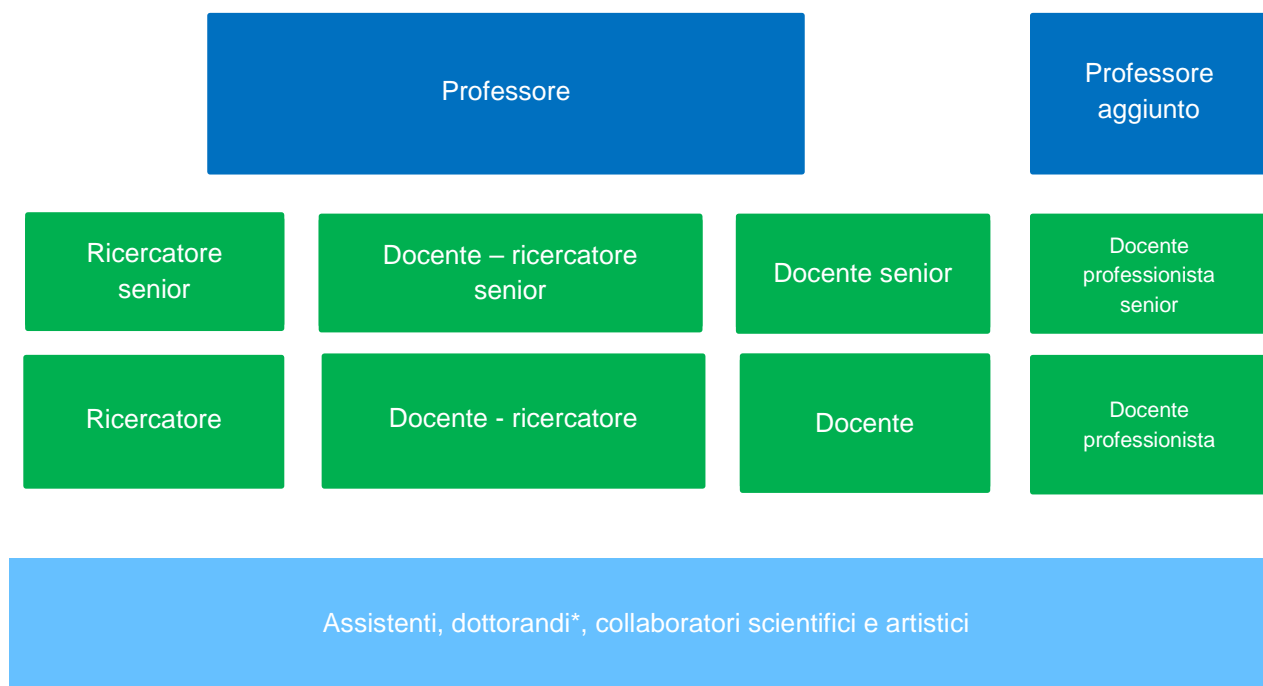 Professore
Professore
aggiunto
Ricercatore
senior
Docente – ricercatore
senior
Docente senior
Docente
professionista
senior
Ricercatore
Docente - ricercatore
Docente
Docente
professionista
Assistenti, dottorandi*, collaboratori scientifici e artistici